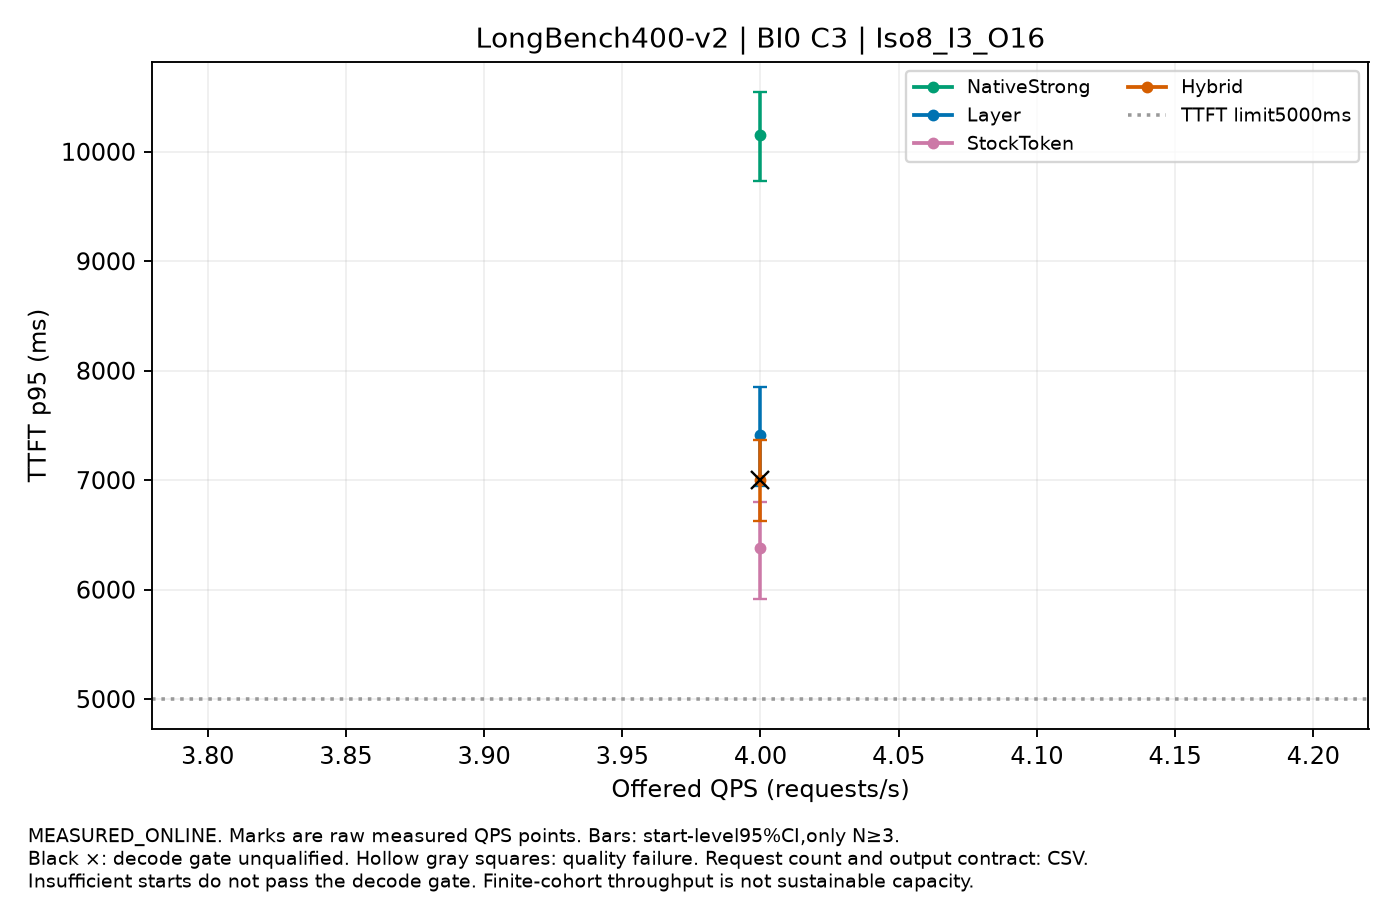 LongBench400-v2 | BI0 C3 | Iso8_I3_O16
NativeStrong
Layer
StockToken
Hybrid
TTFT limit5000ms
TTFT p95 (ms)
10000
9000
8000
7000
6000
5000
3.80 3.85 3.90 3.95 4.00 4.05 4.10 4.15 4.20
Offered QPS (requests/s)
MEASURED_ONLINE. Marks are raw measured QPS points. Bars: start-level95%CI,only N≥3.
Black ×: decode gate unqualified. Hollow gray squares: quality failure. Request count and output contract: CSV.
Insufficient starts do not pass the decode gate. Finite-cohort throughput is not sustainable capacity.